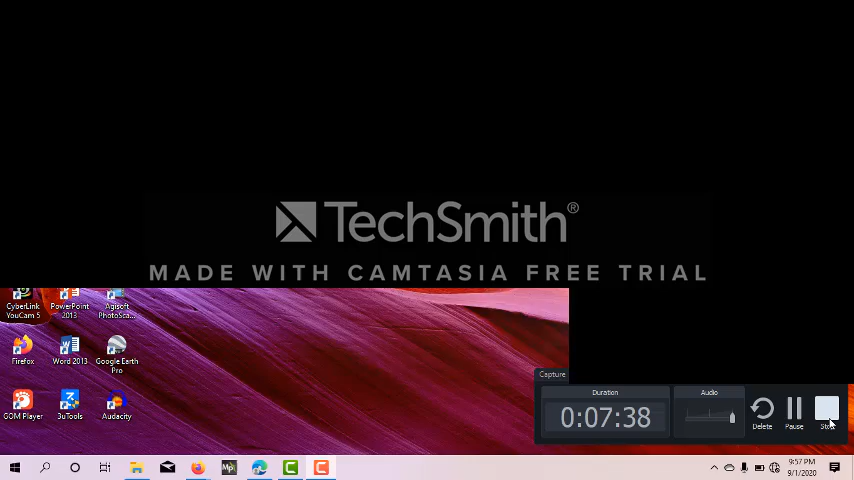 TechSmith®
MADE WITH CAMTASIA FREE TRIAL
CyberLink YouCam 5
PowerPoint 2013
Agisoft PhotoSca...
Firefox
Word 2013
Google Earth Pro
GOM Player
3uTools
Audacity
Capture
Duration
Audio
0:07:38
Delete
Pause
Stop
Mp
9:57 PM
9/1/2020